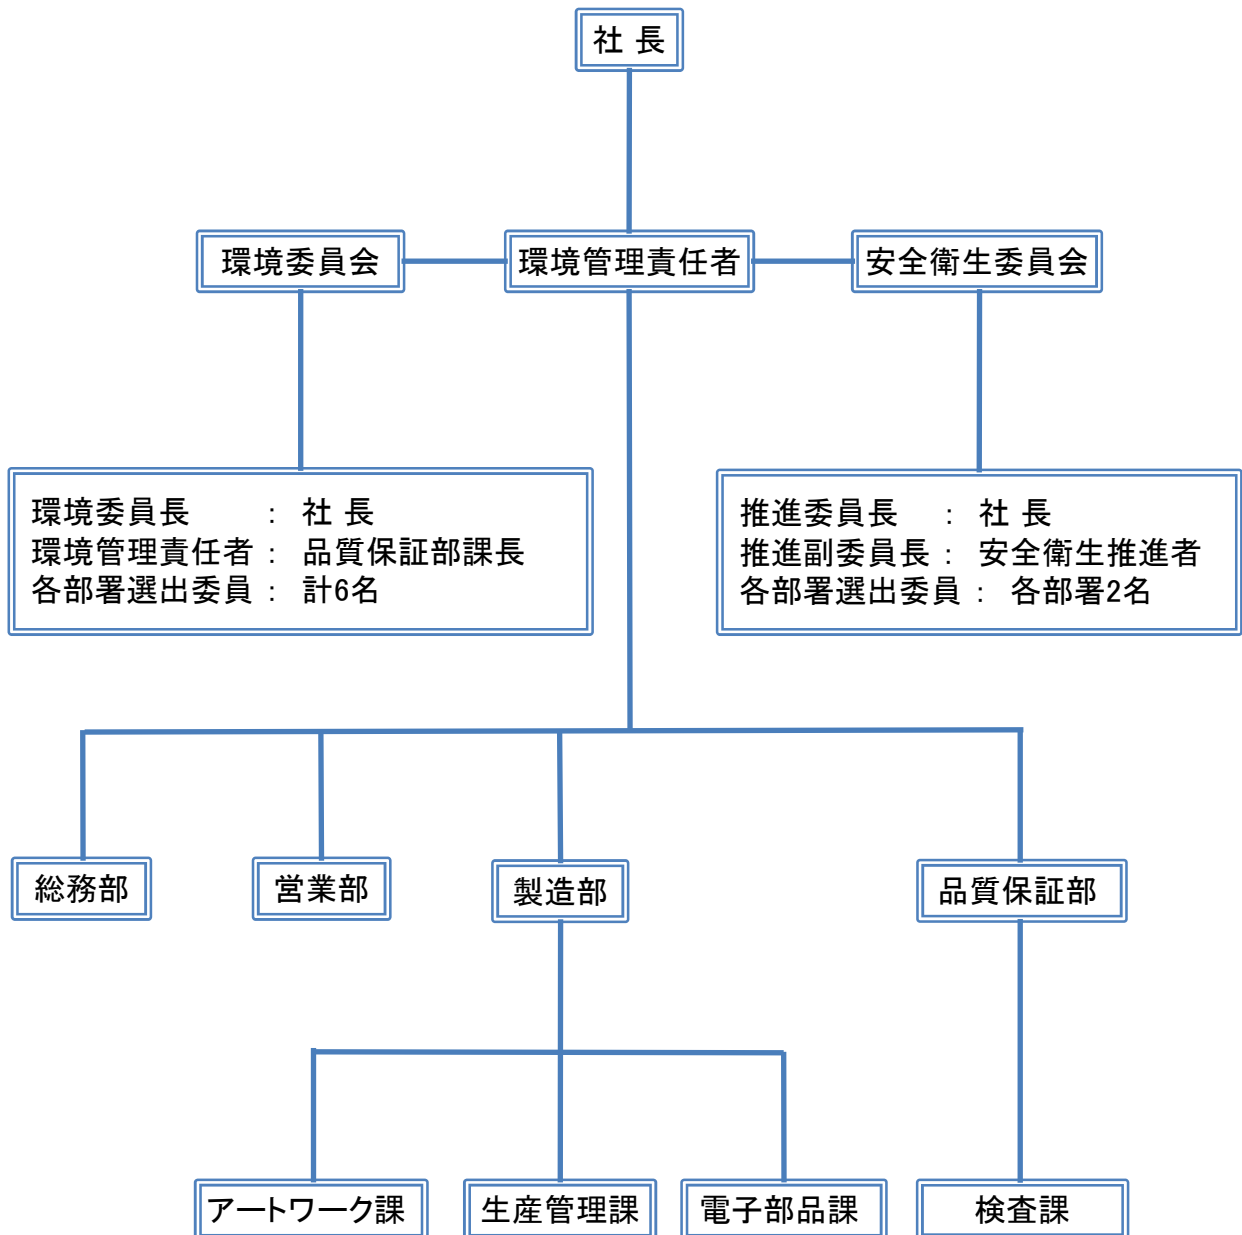 社 長
環境委員会
環境管理責任者
安全衛生委員会
環境委員長 : 社 長
環境管理責任者 : 品質保証部課長
各部署選出委員 : 計6名
推進委員長 : 社 長
推進副委員長 : 安全衛生推進者
各部署選出委員 : 各部署2名
総務部
営業部
製造部
品質保証部
アートワーク課
生産管理課
電子部品課
検査課